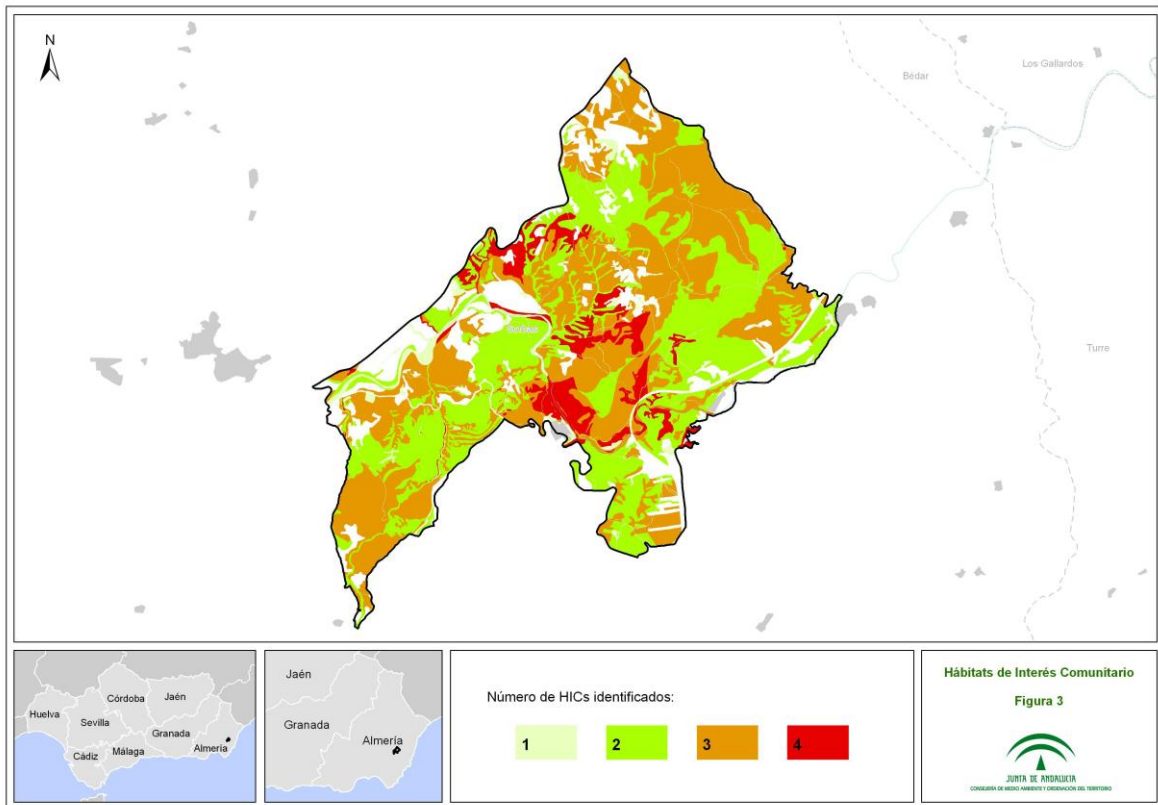 N
Bédar
Los Gallardos
Turre
Sorbas
Huelva
Sevilla
Córdoba
Jaén
Cádiz
Málaga
Granada
Almería
Jaén
Granada
Almería
Número de HICs identificados:
1
2
3
4
Hábitats de Interés Comunitario
Figura 3
JUNTA DE ANDALUCIA
CONSEJERÍA DE MEDIO AMBIENTE Y ORDENACIÓN DEL TERRITORIO